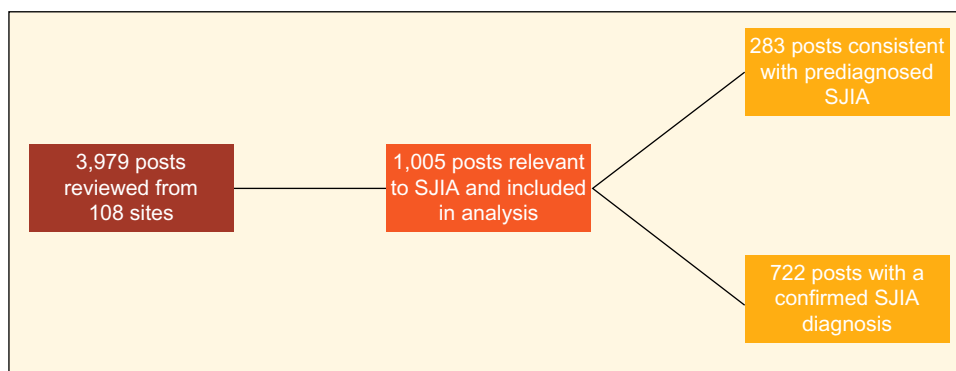 3,979 posts
reviewed from
108 sites
1,005 posts relevant
to SJIA and included
in analysis
283 posts consistent
with prediagnosed
SJIA
722 posts with a
confirmed SJIA
diagnosis